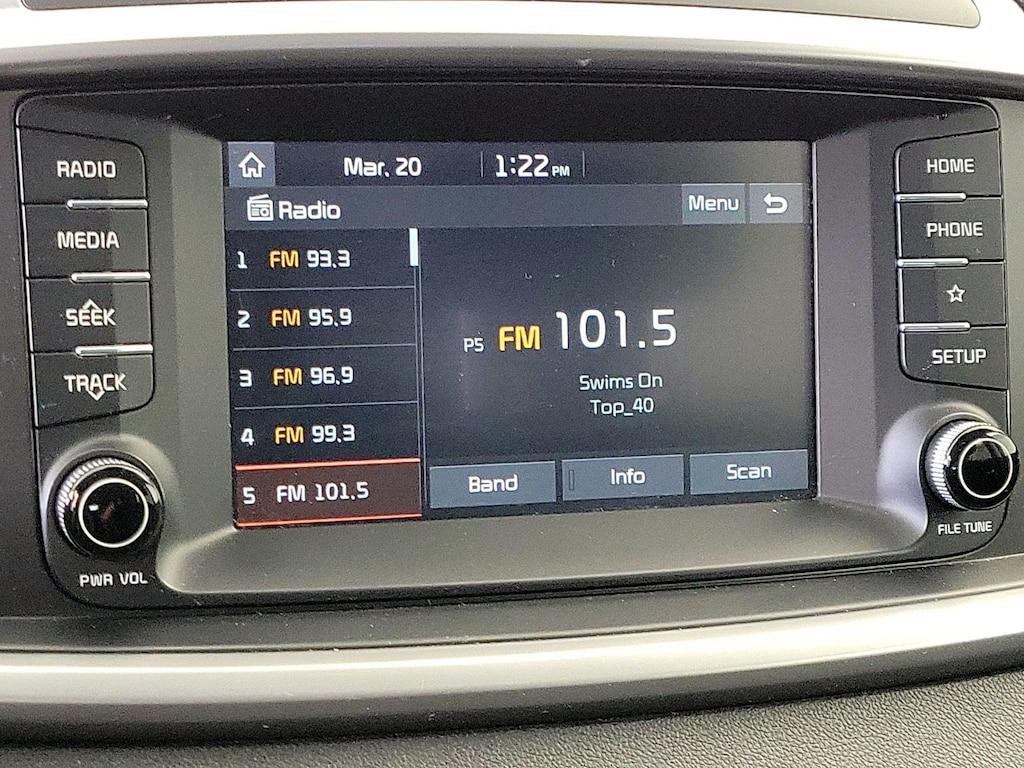 RADIO
MEDIA
SEEK
TRACK
PWR VOL
Mar. 20 1:22 PM
Radio Menu
1 FM 93.3
2 FM 95.9
3 FM 96.9
4 FM 99.3
5 FM 101.5
P5 FM 101.5
Swims On
Top_40
Band Info Scan
HOME
PHONE
SETUP
FILE TUNE